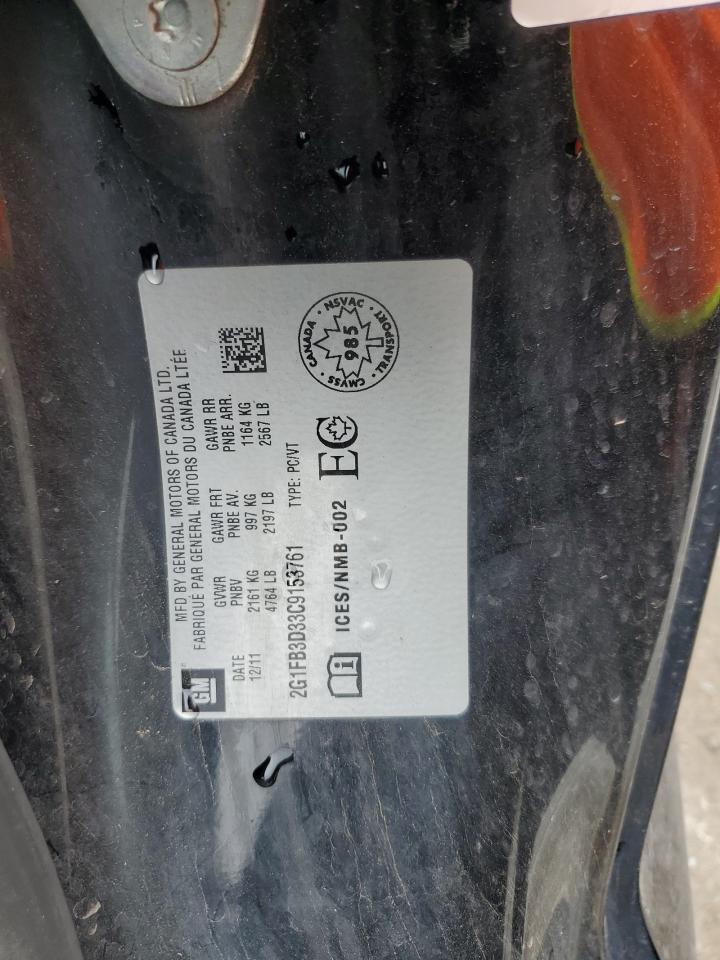 GM
MFD BY GENERAL MOTORS OF CANADA LTD.
FABRIQUÉ PAR GENERAL MOTORS DU CANADA LTÉE
DATE GVWR GAWR FRT GAWR RR
PNBV PNBE AV. PNBE ARR.
12/11 2161 KG 997 KG 1164 KG
4764 LB 2197 LB 2567 LB
2G1FB3D33C9153761 TYPE: PC/VT
i ICES/NMB-002 EC
CANADA · NSVAC · TRANSPORT · CMVSS ·
985